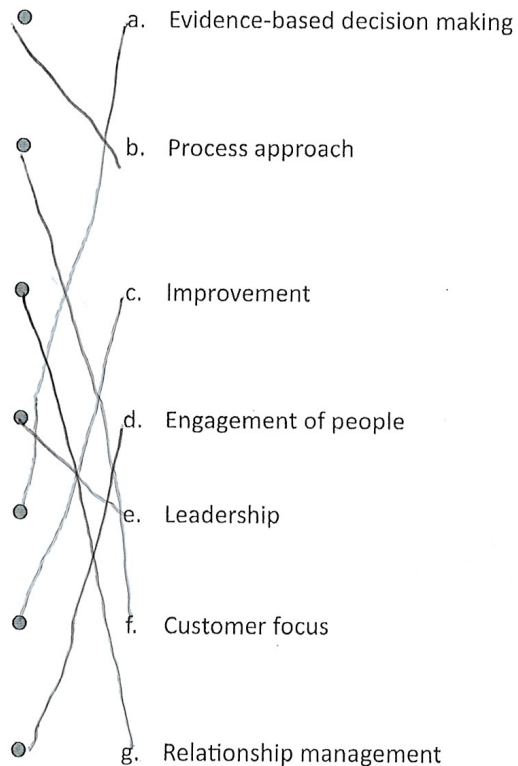 a. Evidence-based decision making
b. Process approach
c. Improvement
d. Engagement of people
e. Leadership
f. Customer focus
g. Relationship management